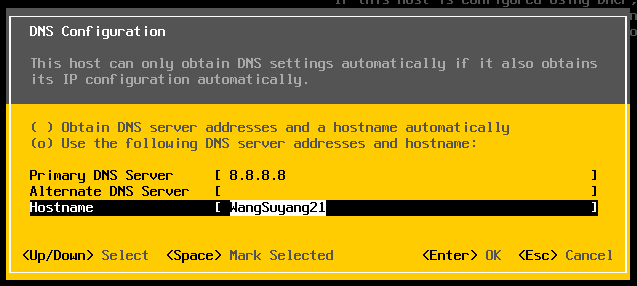 If this host is configured using DHCP,
DNS Configuration
This host can only obtain DNS settings automatically if it also obtains
its IP configuration automatically.
( ) Obtain DNS server addresses and a hostname automatically
(o) Use the following DNS server addresses and hostname:
Primary DNS Server [ 8.8.8.8 ]
Alternate DNS Server [ ]
Hostname [ WangSuyang21 ]
<Up/Down> Select <Space> Mark Selected <Enter> OK <Esc> Cancel